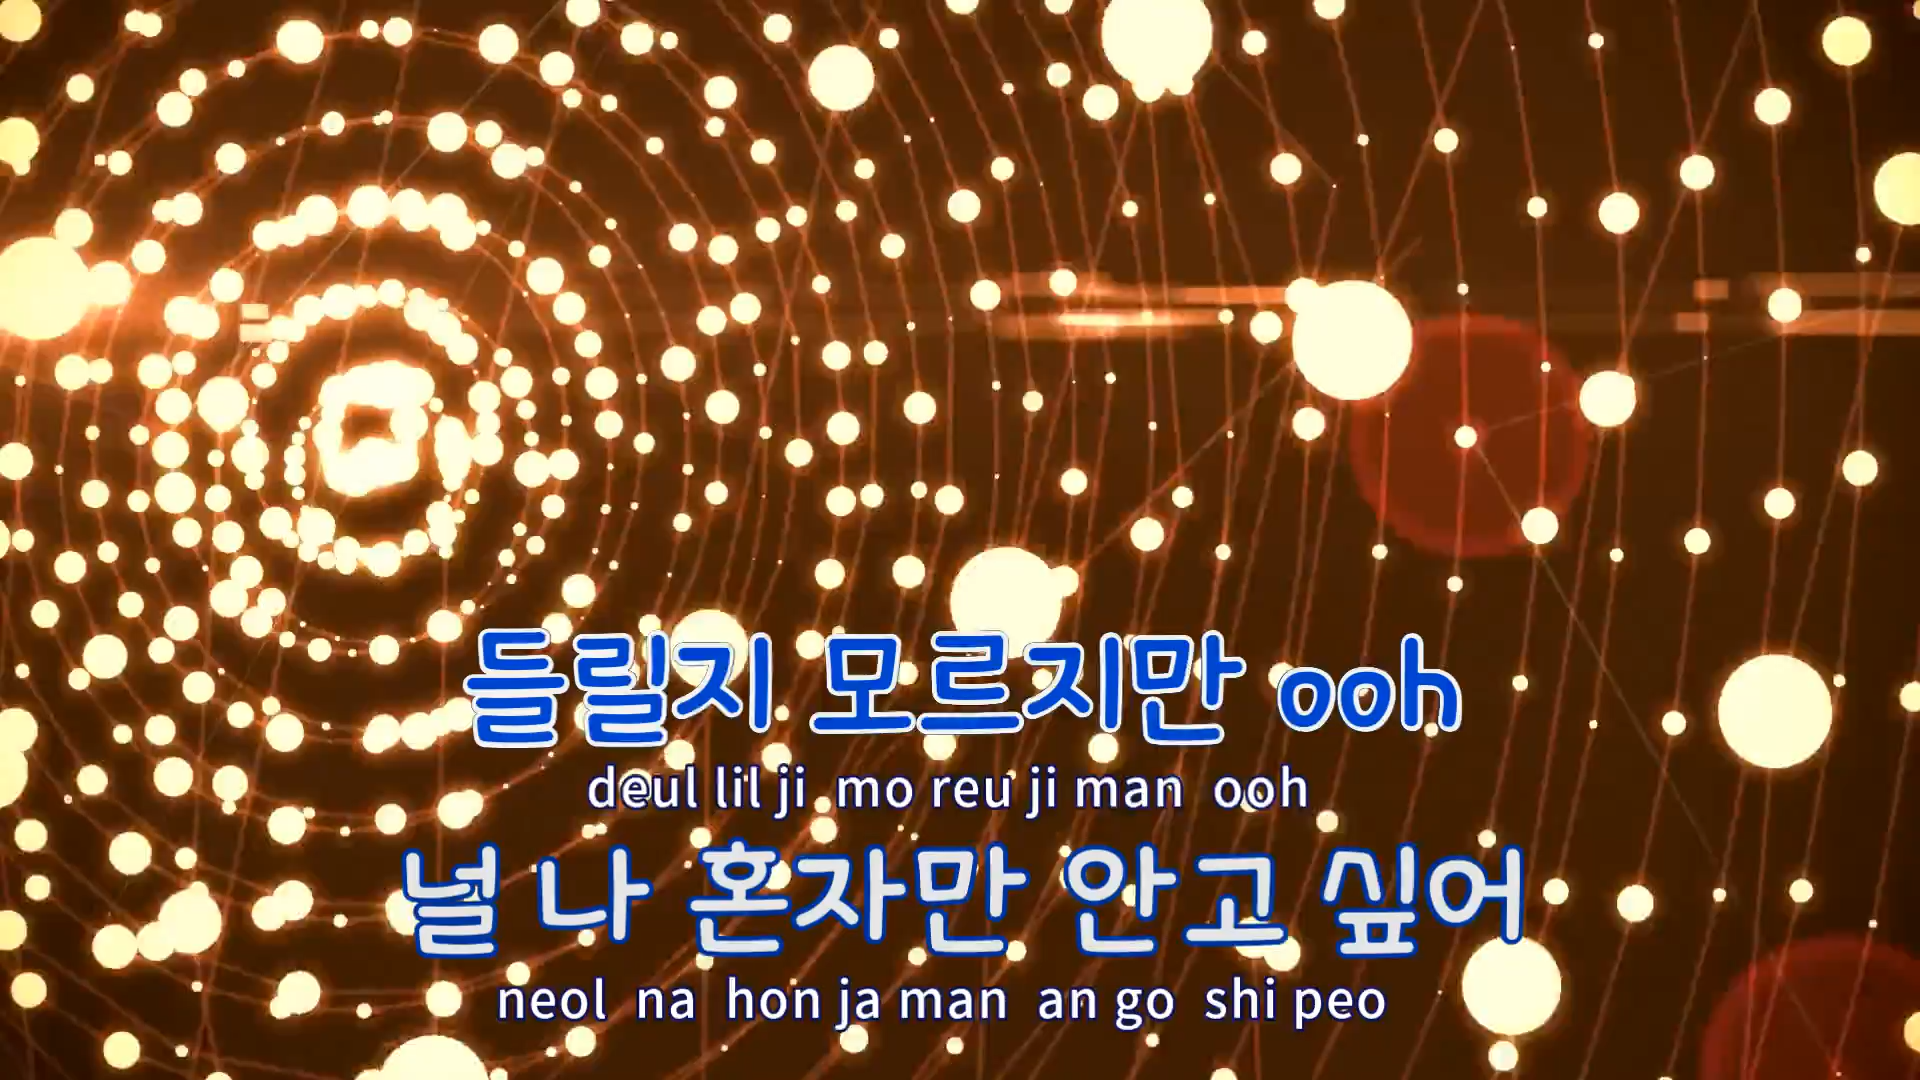 들릴지 모르지만 ooh
deul lil ji mo reu ji man ooh
널 나 혼자만 안고 싶어
neol na hon ja man an go shi peo